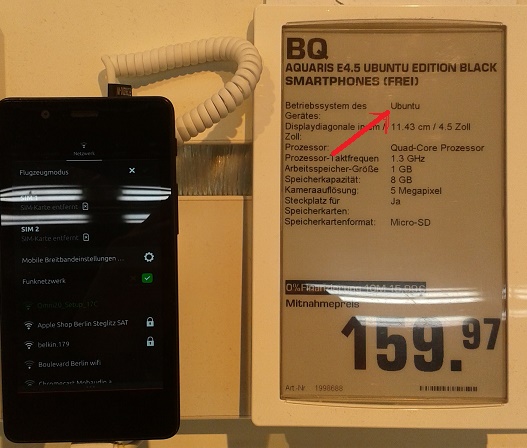 Netzwerk
Flugzeugmodus
SIM 1
SIM-Karte entfernt
SIM 2
SIM-Karte entfernt
Mobile Breitbandeinstellungen ...
Funknetzwerk
Apple Shop Berlin Steglitz SAT
belkin.179
Boulevard Berlin wifi
BQ
AQUARIS E4.5 UBUNTU EDITION BLACK
SMARTPHONES (FREI)
Betriebssystem des Ubuntu
Gerätes:
Displaydiagonale in cm / 11.43 cm / 4.5 Zoll
Zoll:
Prozessor: Quad-Core Prozessor
Prozessor-Taktfrequen 1.3 GHz
Arbeitsspeicher-Größe 1 GB
Speicherkapazität: 8 GB
Kameraauflösung: 5 Megapixel
Steckplatz für Ja
Speicherkarten:
Speicherkartenformat: Micro-SD
0% Finanzierung
Mitnahmepreis
159.97
Art.-Nr 1998688